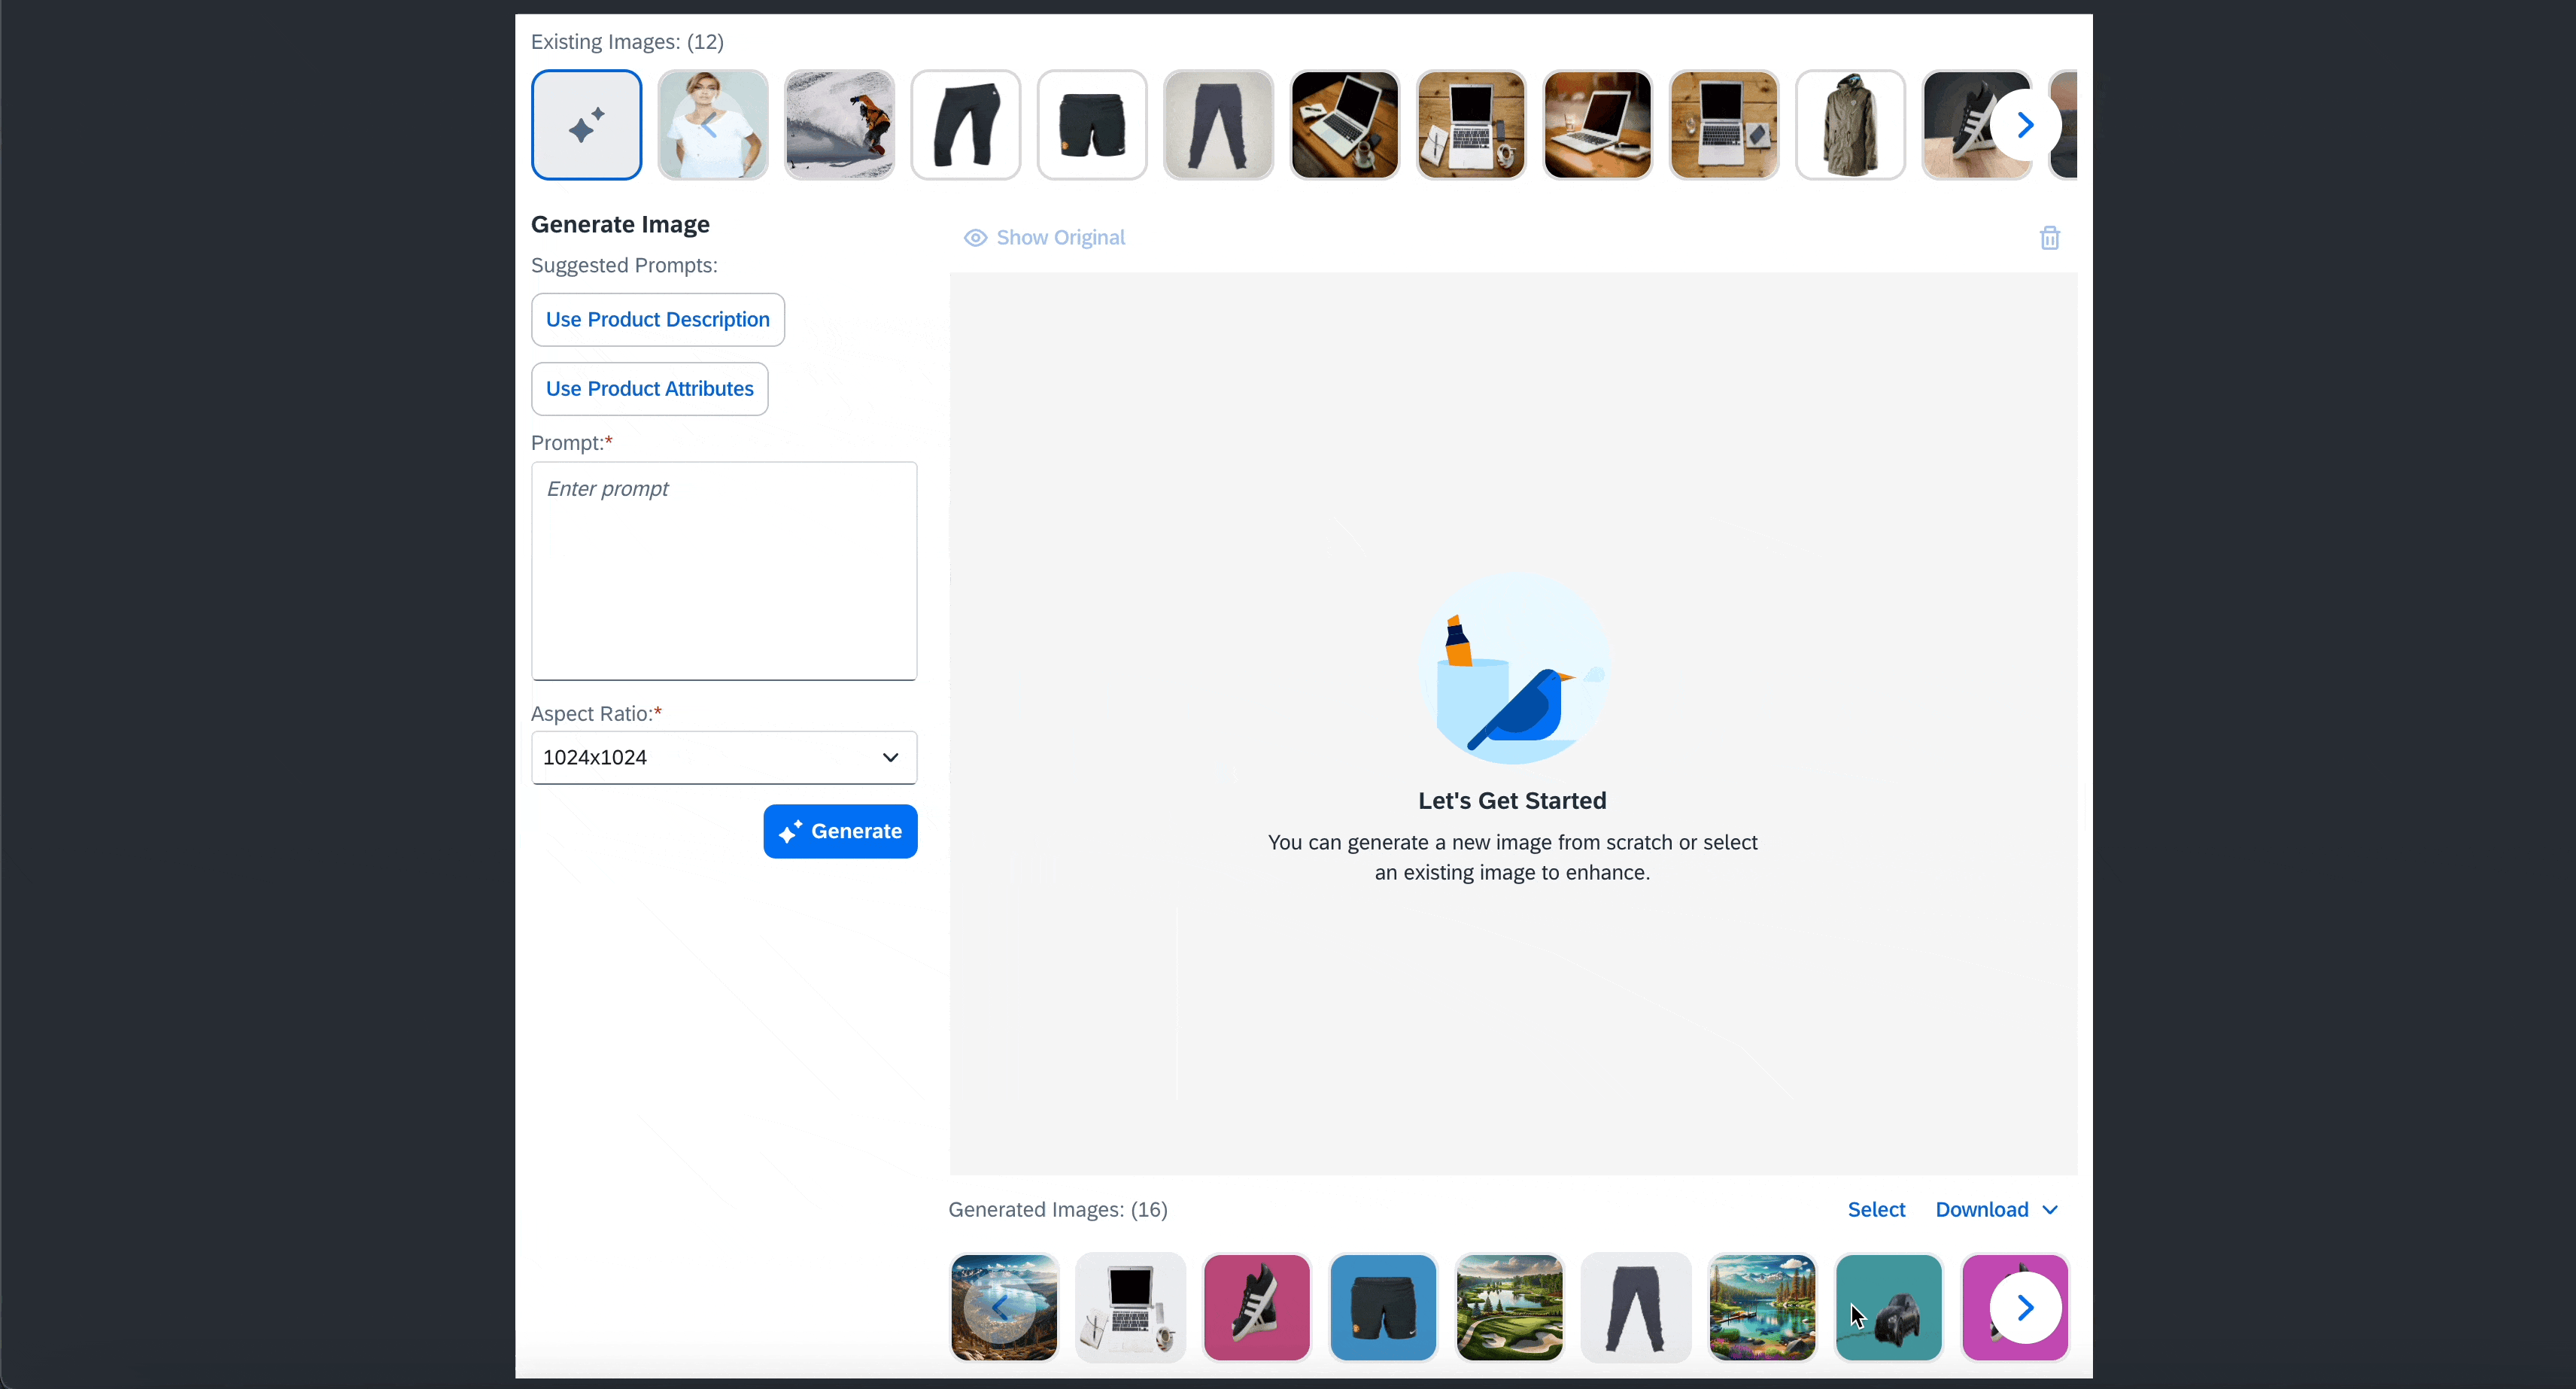 Existing Images: (12)
Generate Image
Show Original
Suggested Prompts:
Use Product Description
Use Product Attributes
Prompt:*
Enter prompt
Aspect Ratio:*
1024x1024
Generate
Let's Get Started
You can generate a new image from scratch or select
an existing image to enhance.
Generated Images: (16)
Select
Download